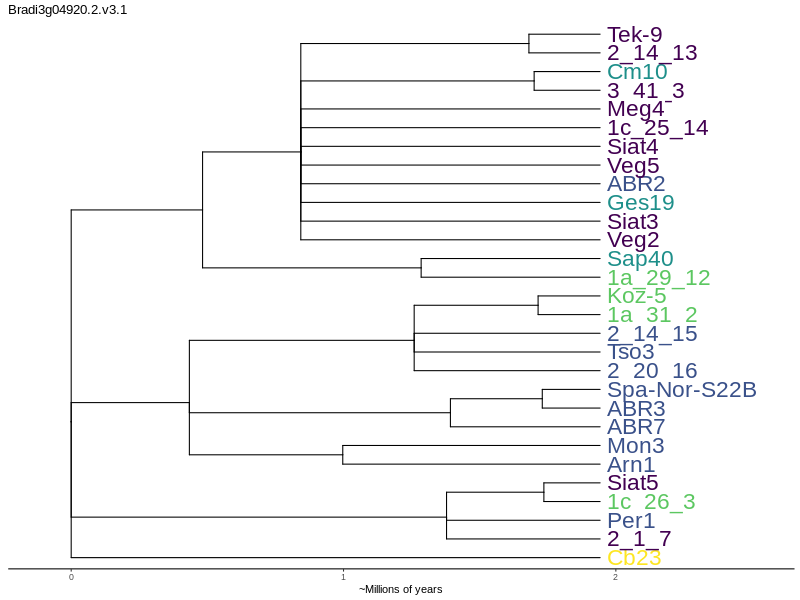 Bradi3g04920.2.v3.1
Tek-9
2_14_13
Cm10
3_41_3
Meg4
1c_25_14
Siat4
Veg5
ABR2
Ges19
Siat3
Veg2
Sap40
1a_29_12
Koz-5
1a_31_2
2_14_15
Tso3
2_20_16
Spa-Nor-S22B
ABR3
ABR7
Mon3
Arn1
Siat5
1c_26_3
Per1
2_1_7
Cb23
0 1 2
~Millions of years